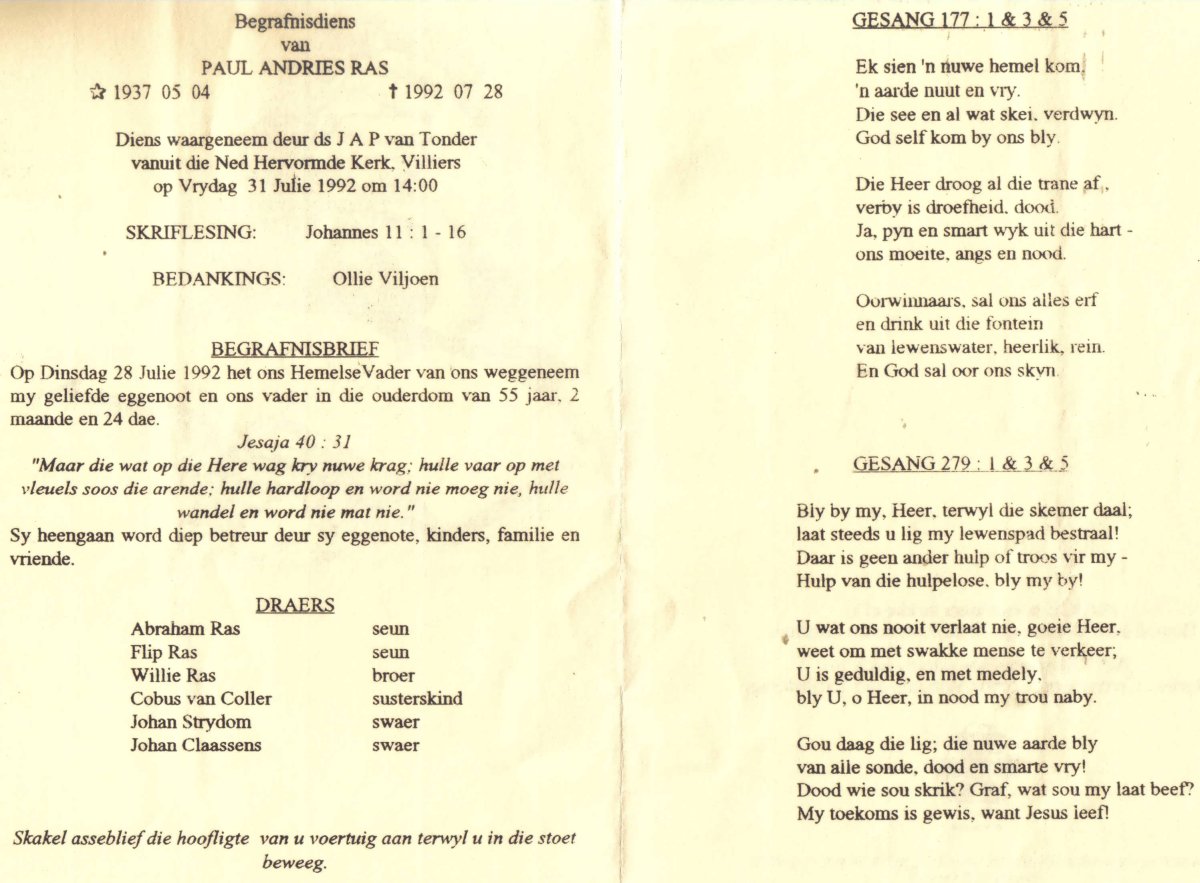 Begrafnisdiens
van
PAUL ANDRIES RAS
☆ 1937 05 04 † 1992 07 28
Diens waargeneem deur ds J A P van Tonder
vanuit die Ned Hervormde Kerk, Villiers
op Vrydag 31 Julie 1992 om 14:00
SKRIFLESING: Johannes 11 : 1 - 16
BEDANKINGS: Ollie Viljoen
BEGRAFNISBRIEF
Op Dinsdag 28 Julie 1992 het ons HemelseVader van ons weggeneem
my geliefde eggenoot en ons vader in die ouderdom van 55 jaar, 2
maande en 24 dae.
Jesaja 40 : 31
"Maar die wat op die Here wag kry nuwe krag; hulle vaar op met
vleuels soos die arende; hulle hardloop en word nie moeg nie, hulle
wandel en word nie mat nie."
Sy heengaan word diep betreur deur sy eggenote, kinders, familie en
vriende.
DRAERS
Abraham Ras seun
Flip Ras seun
Willie Ras broer
Cobus van Coller susterskind
Johan Strydom swaer
Johan Claassens swaer
Skakel asseblief die hoofligte van u voertuig aan terwyl u in die stoet
beweeg.
GESANG 177 : 1 & 3 & 5
Ek sien 'n nuwe hemel kom,
'n aarde nuut en vry.
Die see en al wat skei, verdwyn.
God self kom by ons bly.
Die Heer droog al die trane af,
verby is droefheid, dood.
Ja, pyn en smart wyk uit die hart -
ons moeite, angs en nood.
Oorwinnaars, sal ons alles erf
en drink uit die fontein
van lewenswater, heerlik, rein.
En God sal oor ons skyn.
GESANG 279 : 1 & 3 & 5
Bly by my, Heer, terwyl die skemer daal;
laat steeds u lig my lewenspad bestraal!
Daar is geen ander hulp of troos vir my -
Hulp van die hulpelose, bly my by!
U wat ons nooit verlaat nie, goeie Heer,
weet om met swakke mense te verkeer;
U is geduldig, en met medely,
bly U, o Heer, in nood my trou naby.
Gou daag die lig; die nuwe aarde bly
van alle sonde, dood en smarte vry!
Dood wie sou skrik? Graf, wat sou my laat beef?
My toekoms is gewis, want Jesus leef!